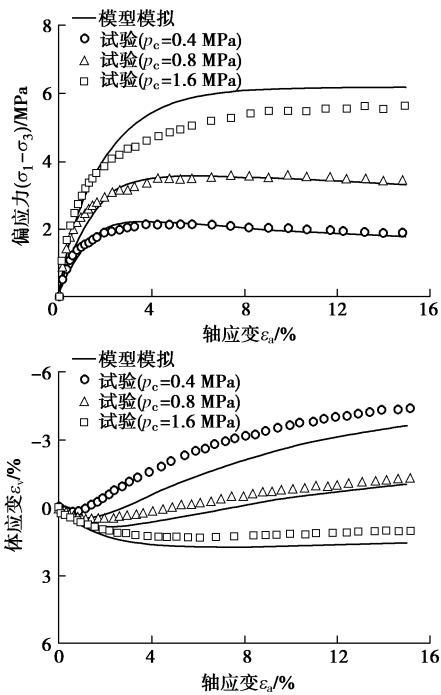 模型模拟
试验(pc=0.4 MPa)
试验(pc=0.8 MPa)
试验(pc=1.6 MPa)
8
6
4
2
0
偏应力(σ1−σ3)/MPa
0 4 8 12 16
轴应变εa/%
模型模拟
试验(pc=0.4 MPa)
试验(pc=0.8 MPa)
试验(pc=1.6 MPa)
-6
-3
0
3
6
体应变εv/%
0 4 8 12 16
轴应变εa/%